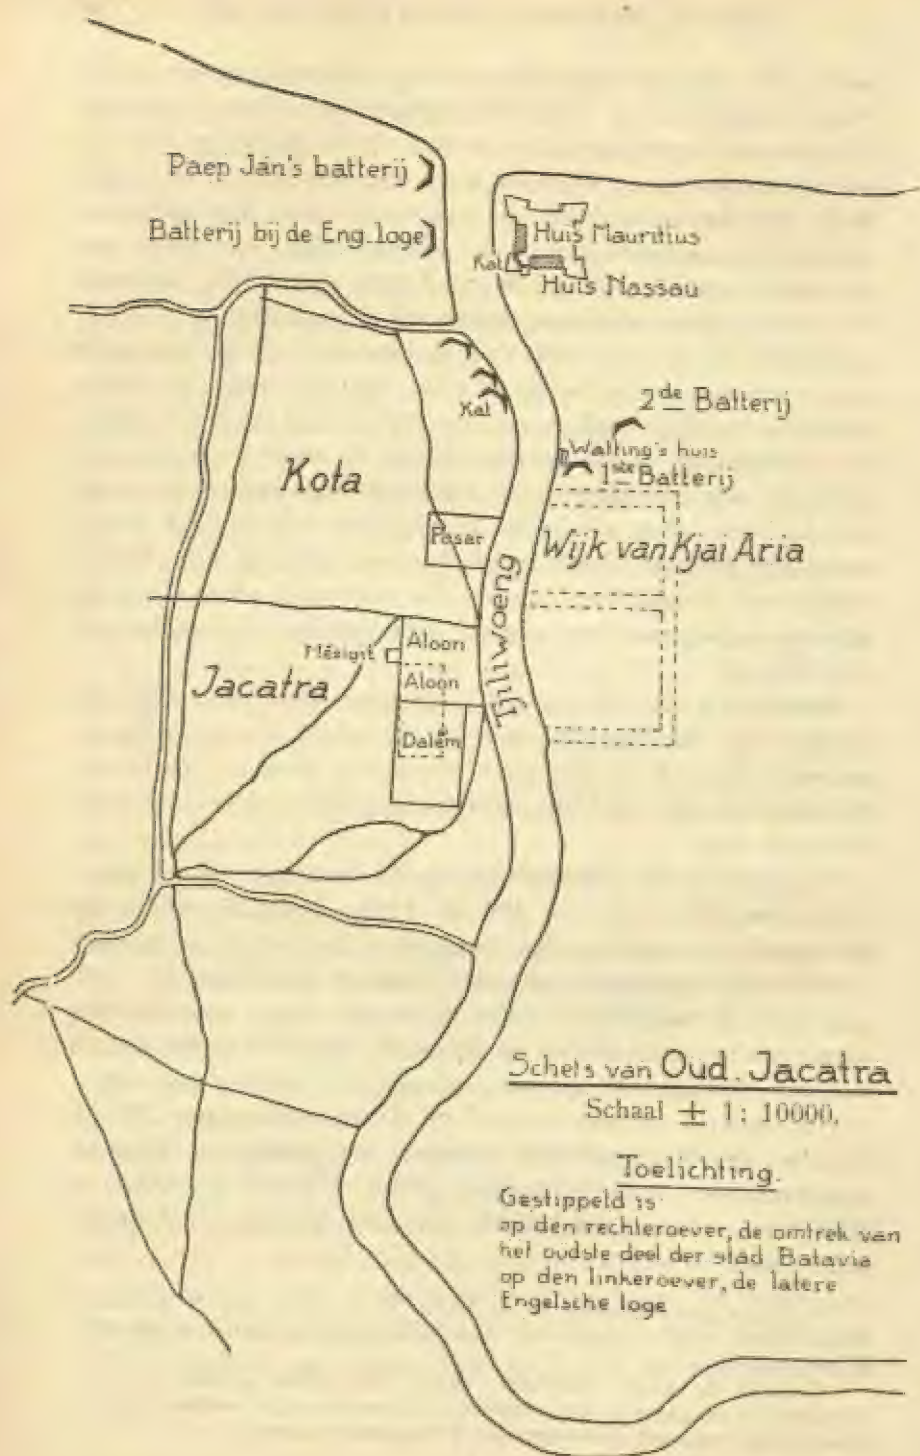 Paep Jan's batterij
Batterij bij de Eng. loge
Huis Mauritius
Kat
Huis Nassau
Kat
2de Batterij
Watting's huis
1ste Batterij
Kota
Pasar
Wijk van Kjai Aria
Tjiliwoeng
Mésigit
Aloon
Aloon
Jacatra
Dalem
Schets van Oud. Jacatra
Schaal ± 1: 10000.
Toelichting.
Gestippeld is
op den rechteroever, de omtrek van
het oudste deel der stad Batavia
op den linkeroever, de latere
Engelsche loge